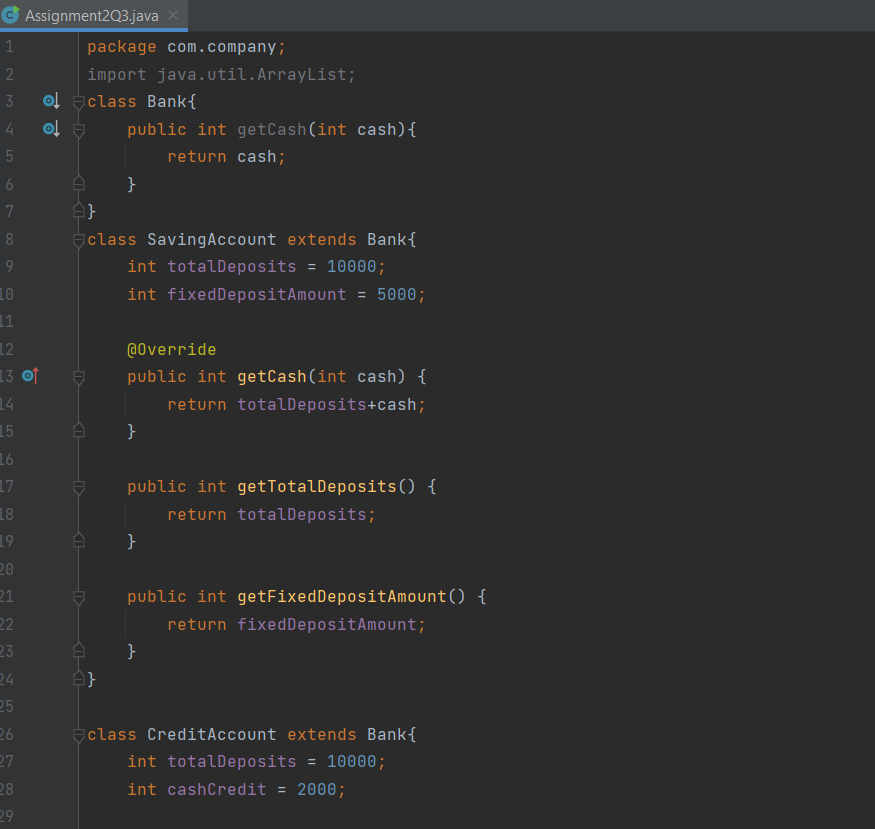 Assignment2Q3.java
1 package com.company;
2 import java.util.ArrayList;
3 class Bank{
4     public int getCash(int cash){
5         return cash;
6     }
7 }
8 class SavingAccount extends Bank{
9     int totalDeposits = 10000;
10     int fixedDepositAmount = 5000;
11
12     @Override
13     public int getCash(int cash) {
14         return totalDeposits+cash;
15     }
16
17     public int getTotalDeposits() {
18         return totalDeposits;
19     }
20
21     public int getFixedDepositAmount() {
22         return fixedDepositAmount;
23     }
24 }
25
26 class CreditAccount extends Bank{
27     int totalDeposits = 10000;
28     int cashCredit = 2000;
29